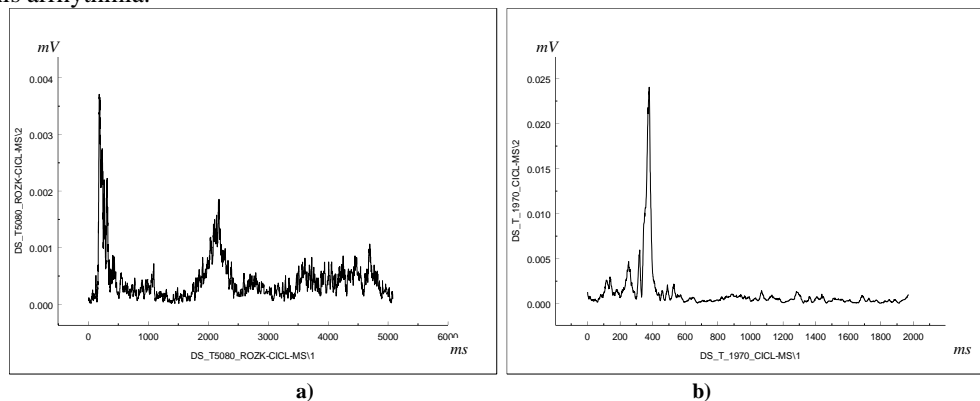 mV
0.004
0.003
0.002
0.001
0.000
DS_T5080_ROZK-CICL-MS\2
0 1000 2000 3000 4000 5000 6000
DS_T5080_ROZK-CICL-MS\1
ms
a)
mV
0.025
0.020
0.015
0.010
0.005
0.000
DS_T_1970_CICL-MS\2
0 200 400 600 800 1000 1200 1400 1600 1800 2000
DS_T_1970_CICL-MS\1
ms
b)